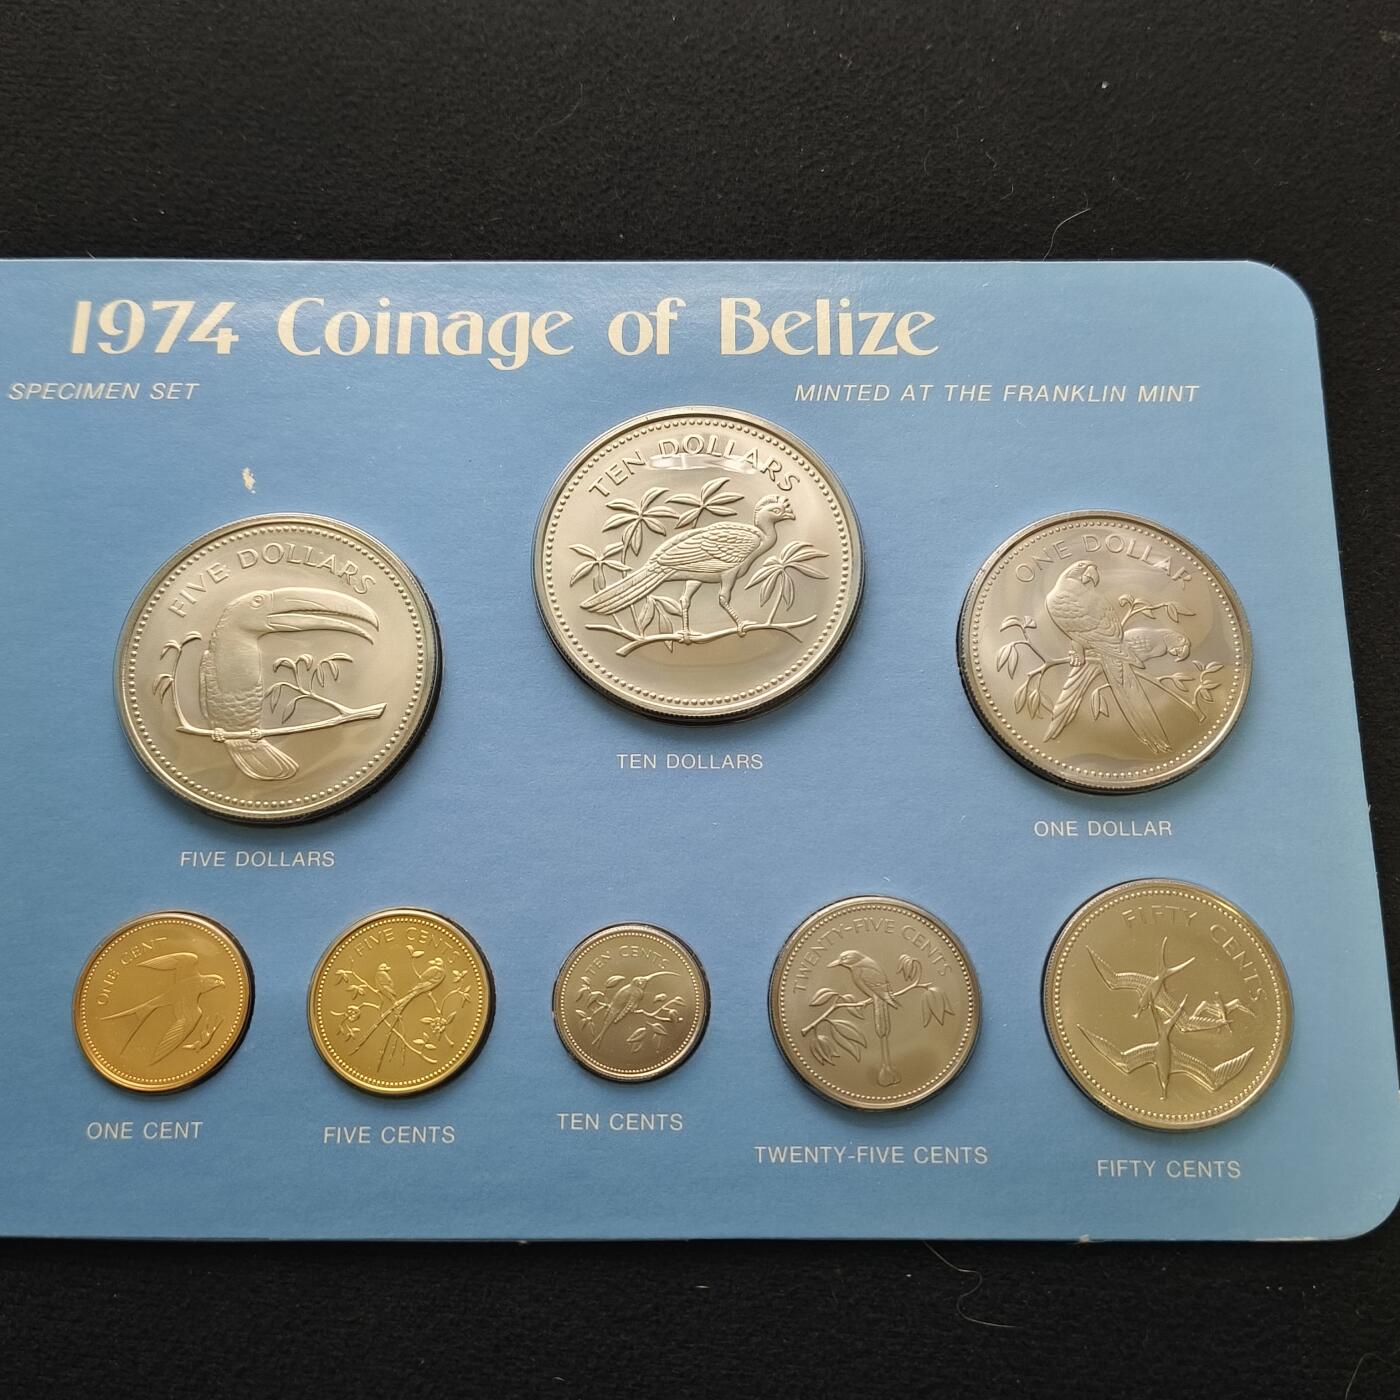 1974 Coinage of Belize
SPECIMEN SET
MINTED AT THE FRANKLIN MINT
TEN DOLLARS
FIVE DOLLARS
ONE DOLLAR
TEN DOLLARS
ONE DOLLAR
FIVE DOLLARS
ONE CENT
FIVE CENTS
TEN CENTS
TWENTY-FIVE CENTS
FIFTY CENTS
ONE CENT
FIVE CENTS
TEN CENTS
TWENTY-FIVE CENTS
FIFTY CENTS